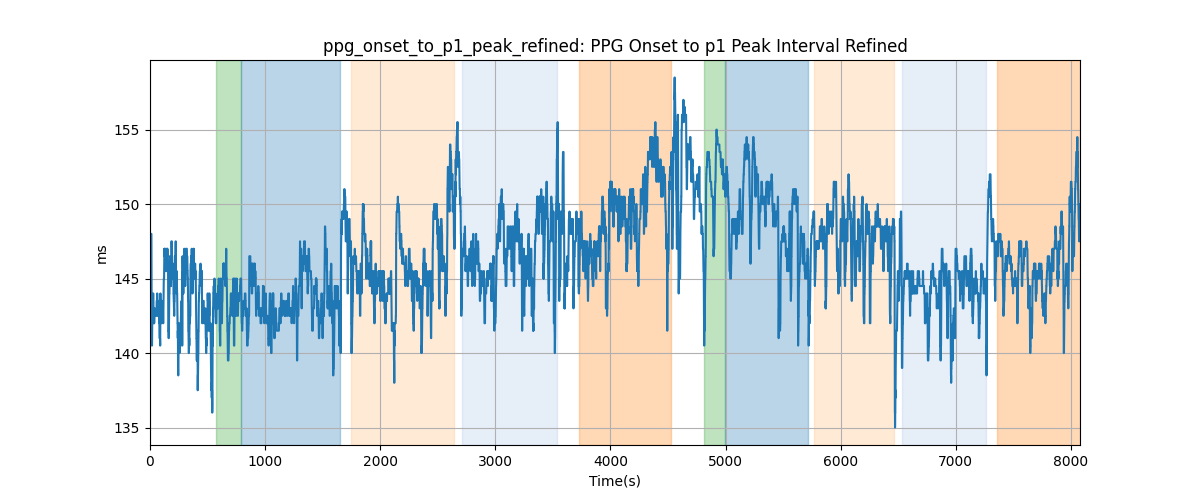 ppg_onset_to_p1_peak_refined: PPG Onset to p1 Peak Interval Refined
155
150
145
140
135
ms
0 1000 2000 3000 4000 5000 6000 7000 8000
Time(s)